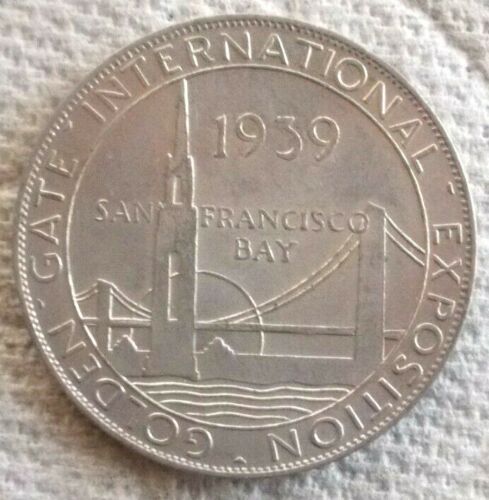 GOLDEN · GATE · INTERNATIONAL · EXPOSITION ·
1939
SAN FRANCISCO
BAY